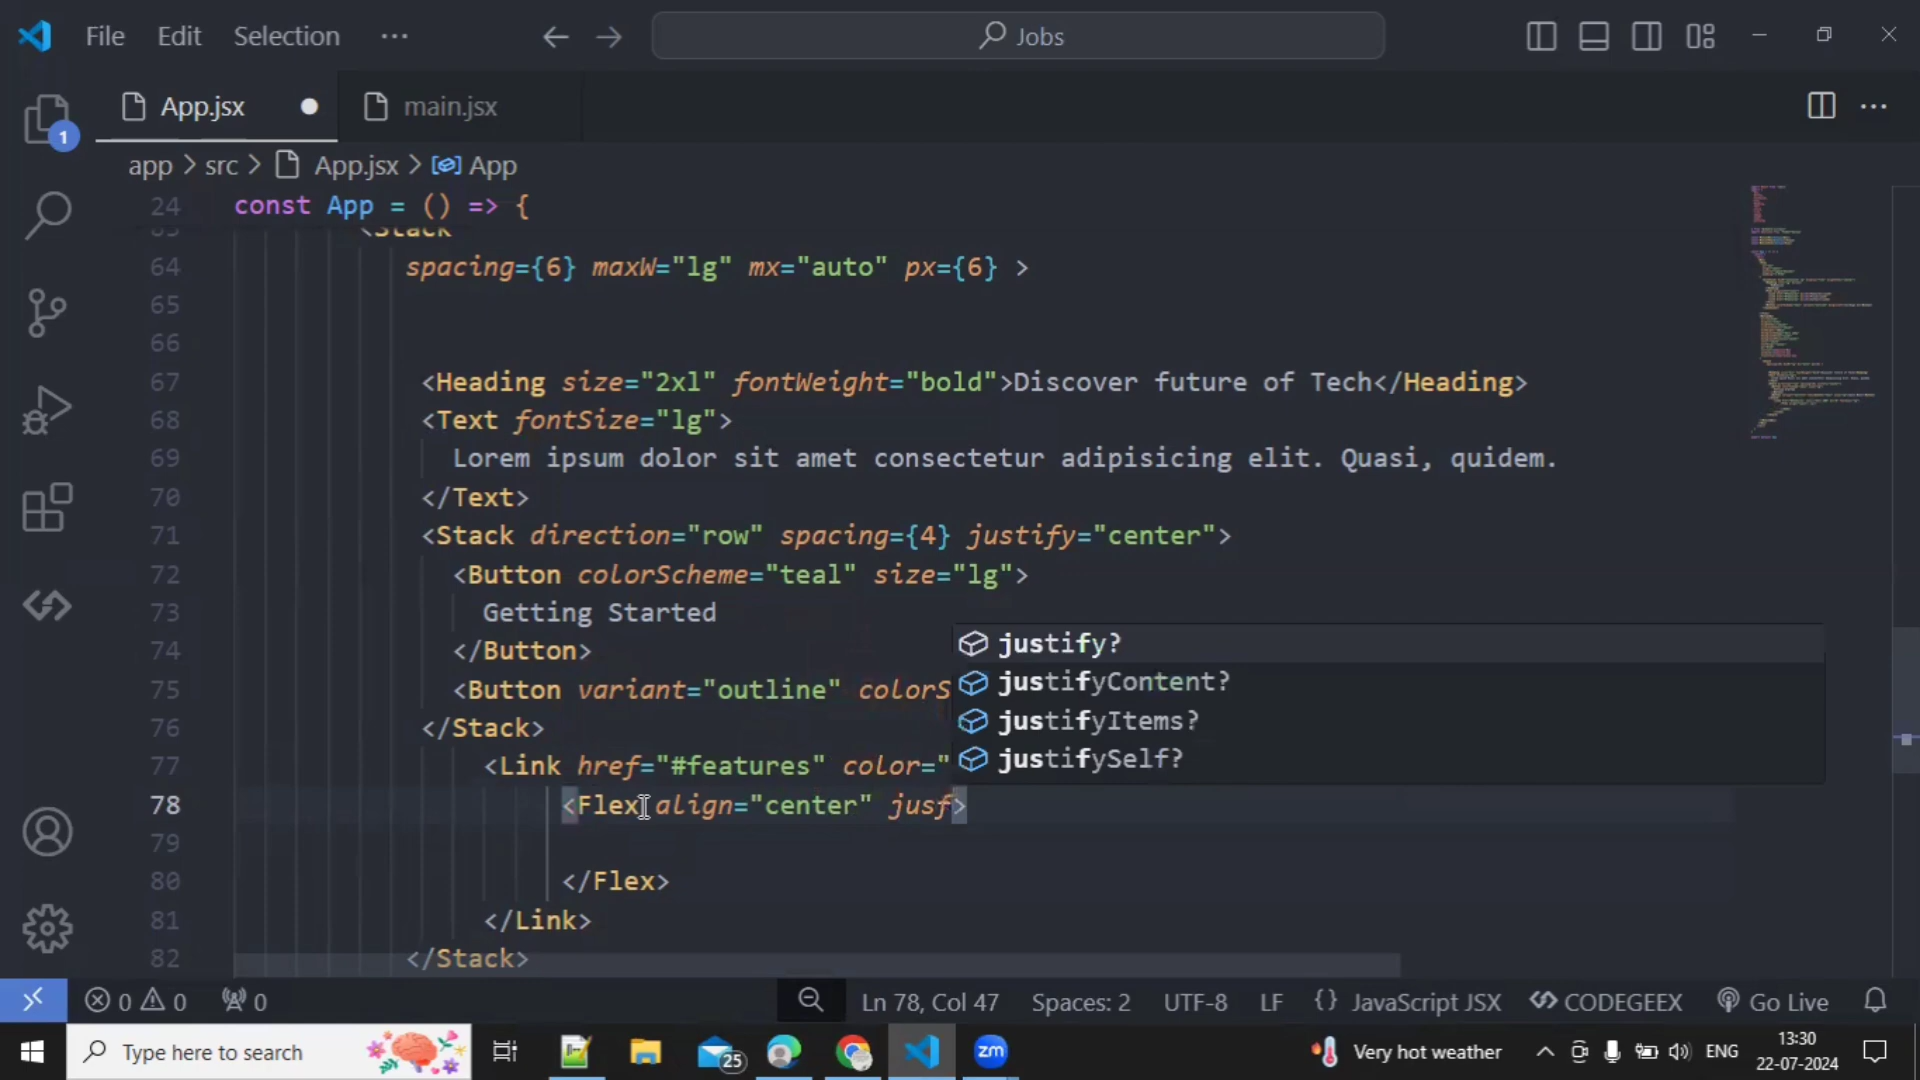 File Edit Selection ··· Jobs
App.jsx main.jsx ···
1
app > src > App.jsx > App
24 const App = () => {
63 <Stack
64 spacing={6} maxW="lg" mx="auto" px={6} >
65
66
67 <Heading size="2xl" fontWeight="bold">Discover future of Tech</Heading>
68 <Text fontSize="lg">
69 Lorem ipsum dolor sit amet consectetur adipisicing elit. Quasi, quidem.
70 </Text>
71 <Stack direction="row" spacing={4} justify="center">
72 <Button colorScheme="teal" size="lg">
73 Getting Started
74 </Button>
75 <Button variant="outline" colorS
76 </Stack>
77 <Link href="#features" color="
78 <Flex align="center" jusf>
79
80 </Flex>
81 </Link>
82 </Stack>
justify?
justifyContent?
justifyItems?
justifySelf?
0 0 0 Ln 78, Col 47 Spaces: 2 UTF-8 LF {} JavaScript JSX CODEGEEX Go Live
Type here to search 25 zm Very hot weather ENG 13:30
22-07-2024